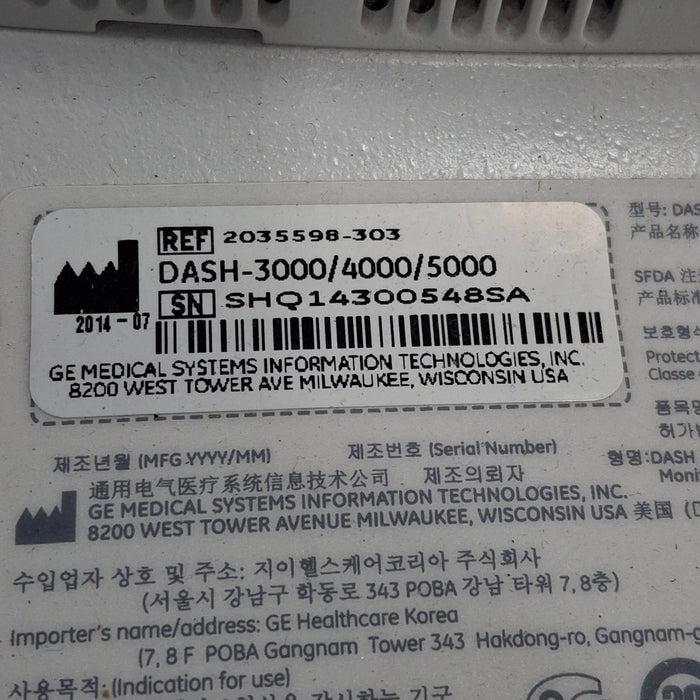 REF 2035598-303
DASH-3000/4000/5000
SN SHQ14300548SA
2014-07
GE MEDICAL SYSTEMS INFORMATION TECHNOLOGIES, INC.
8200 WEST TOWER AVE MILWAUKEE, WISCONSIN USA
型号: DAS
产品名称
SFDA 注
产品标准
보호형식
Protect
Classe
품목명
허가번
형명:DASH
Moni
제조년월 (MFG.YYYY/MM)
제조번호 (Serial Number)
通用电气医疗系统信息技术公司 제조의뢰자
GE MEDICAL SYSTEMS INFORMATION TECHNOLOGIES, INC.
8200 WEST TOWER AVENUE MILWAUKEE, WISCONSIN USA 美国 (
수입업자 상호 및 주소: 지이헬스케어코리아 주식회사
(서울시 강남구 학동로 343 POBA 강남 타워 7, 8층)
Importer's name/address: GE Healthcare Korea
(7, 8 F POBA Gangnam Tower 343 Hakdong-ro, Gangnam-g
사용목적:(Indication for use)